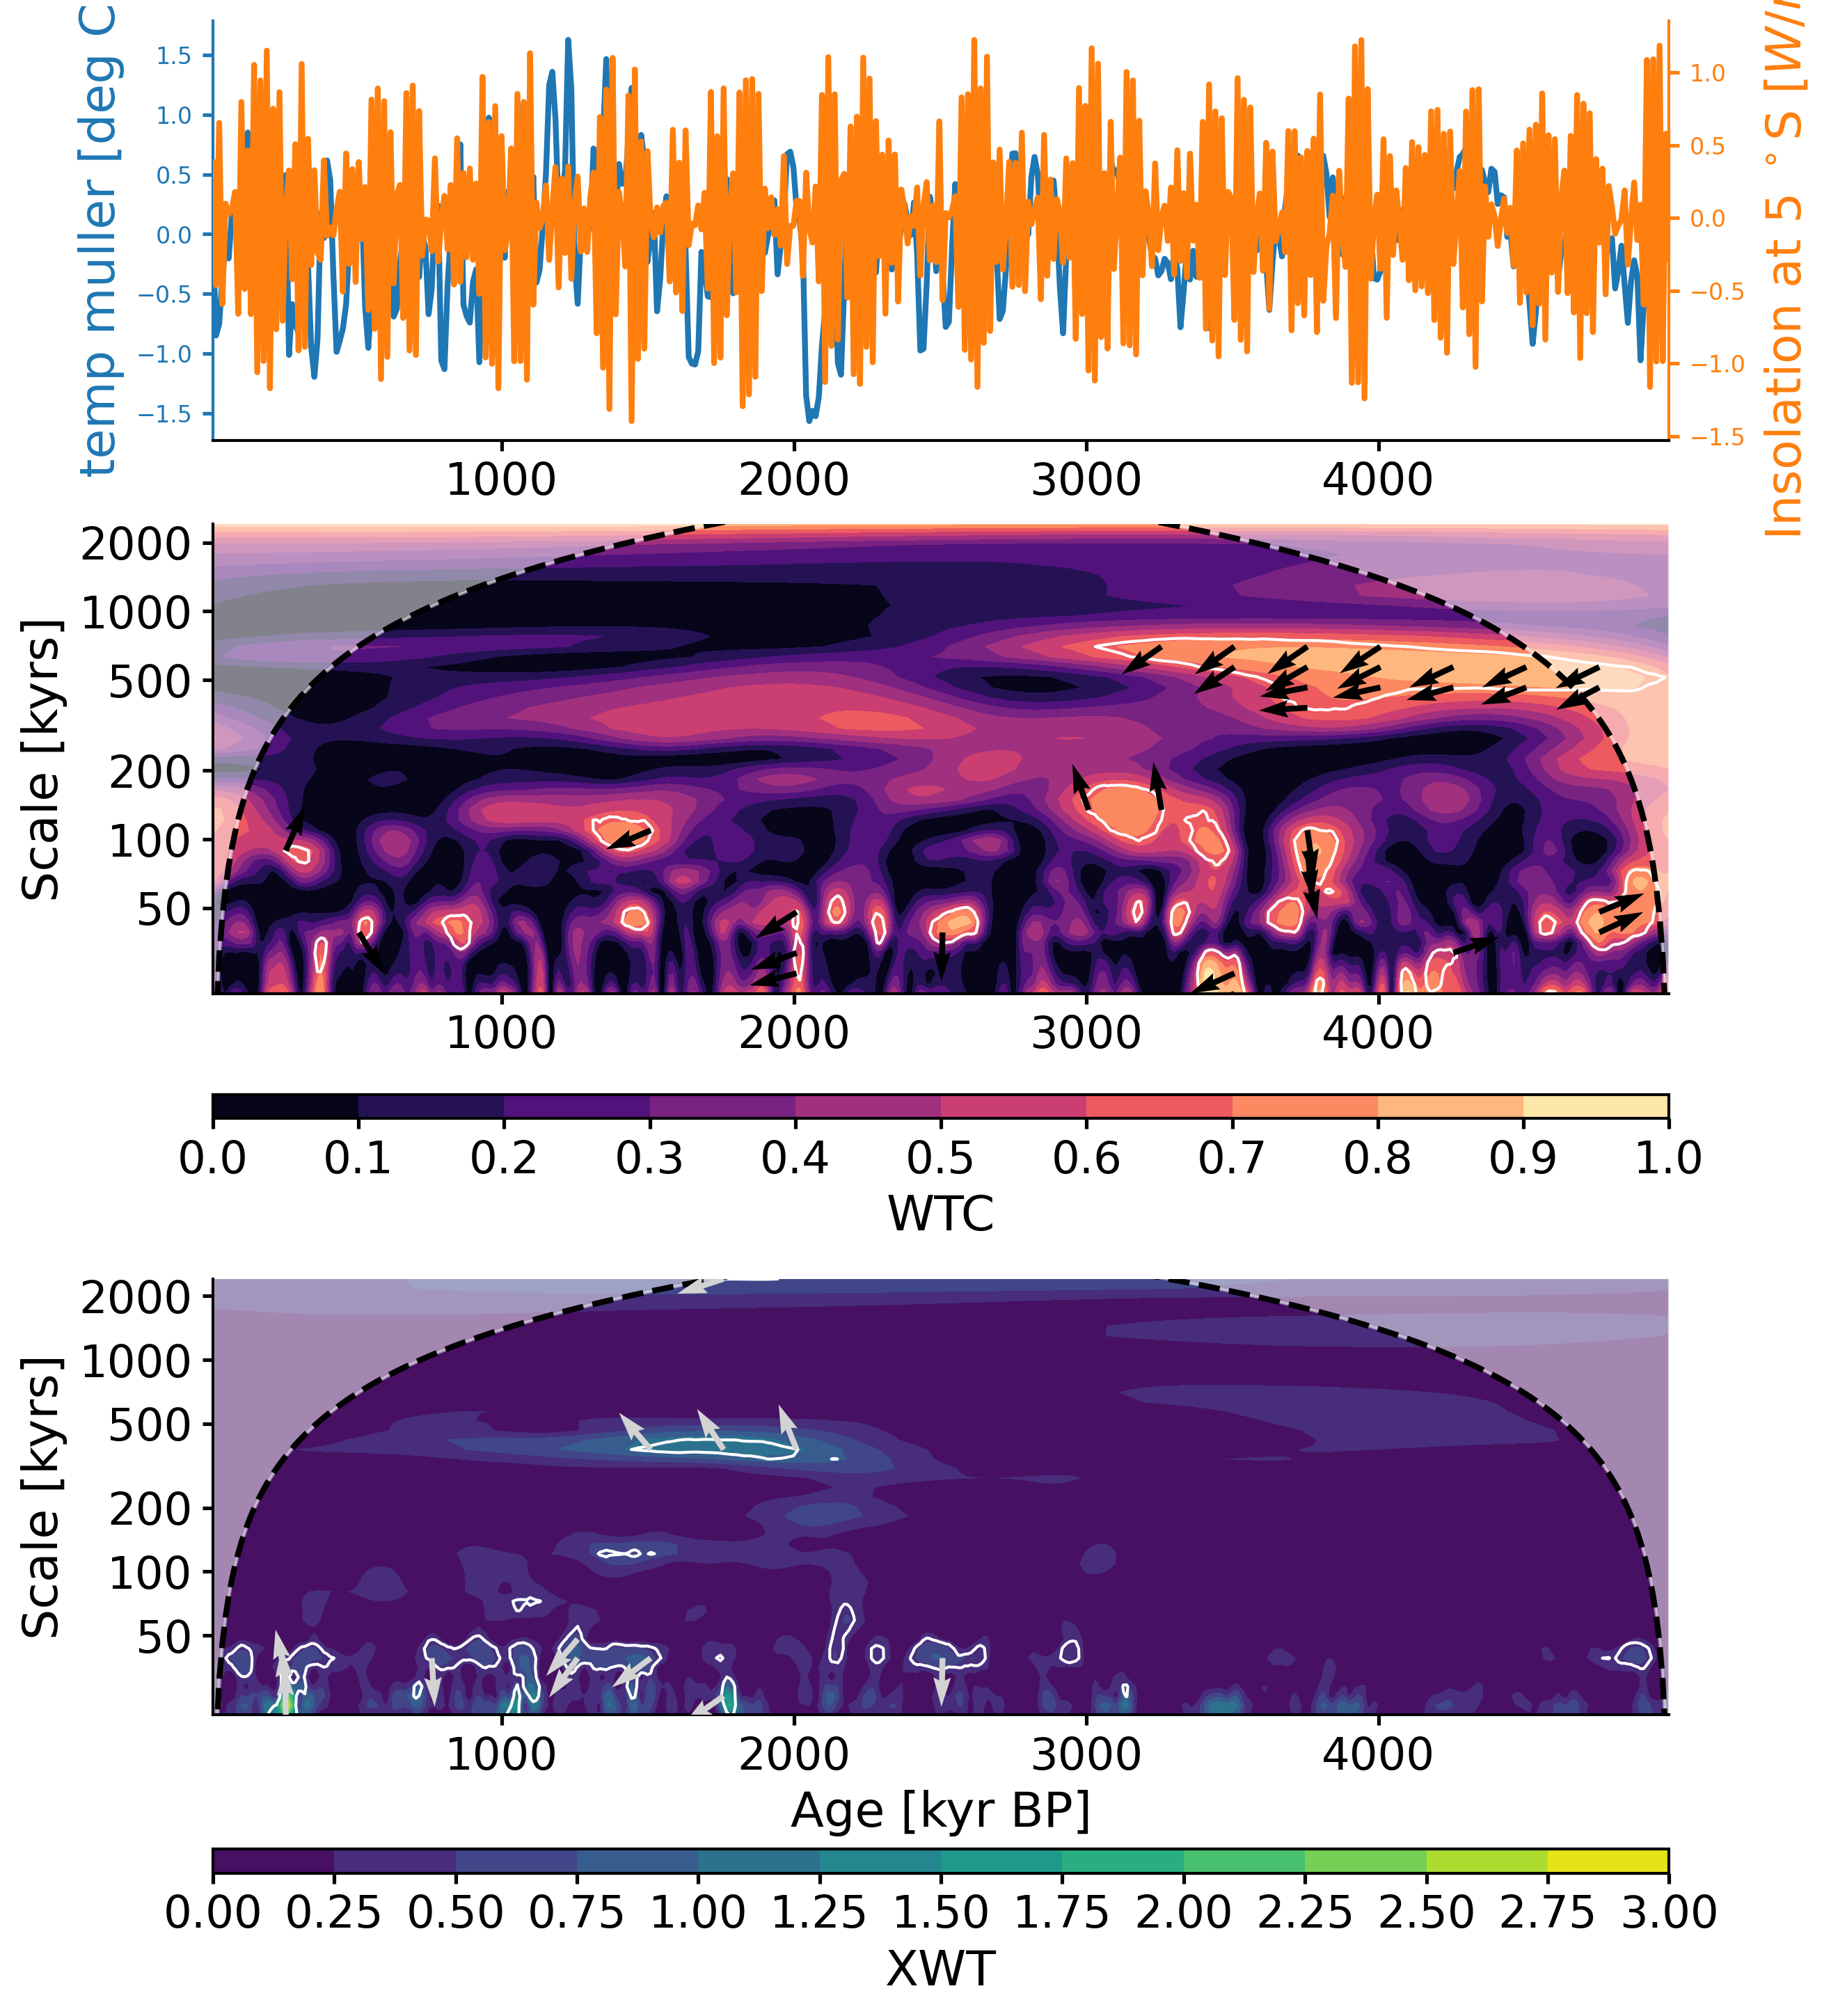 temp muller [deg C
1.5
1.0
0.5
0.0
−0.5
−1.0
−1.5
1.0
0.5
0.0
−0.5
−1.0
−1.5
Insolation at 5 °S [W/
1000 2000 3000 4000
Scale [kyrs]
2000
1000
500
200
100
50
1000 2000 3000 4000
0.0 0.1 0.2 0.3 0.4 0.5 0.6 0.7 0.8 0.9 1.0
WTC
Scale [kyrs]
2000
1000
500
200
100
50
1000 2000 3000 4000
Age [kyr BP]
0.00 0.25 0.50 0.75 1.00 1.25 1.50 1.75 2.00 2.25 2.50 2.75 3.00
XWT